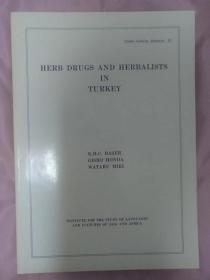 HERB DRUGS AND HERBALISTS
IN
TURKEY
K.H.C. BASER
GISHO HONDA
WATARU MIKI
INSTITUTE FOR THE STUDY OF LANGUAGES
AND CULTURES OF ASIA AND AFRICA